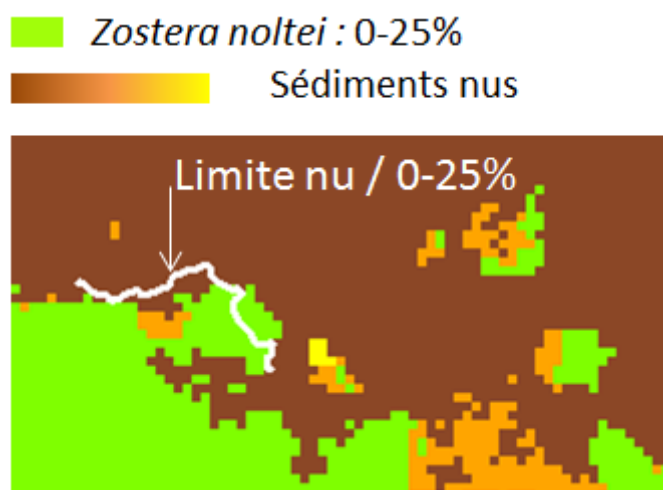 Zostera noltei : 0-25%
Sédiments nus
Limite nu / 0-25%